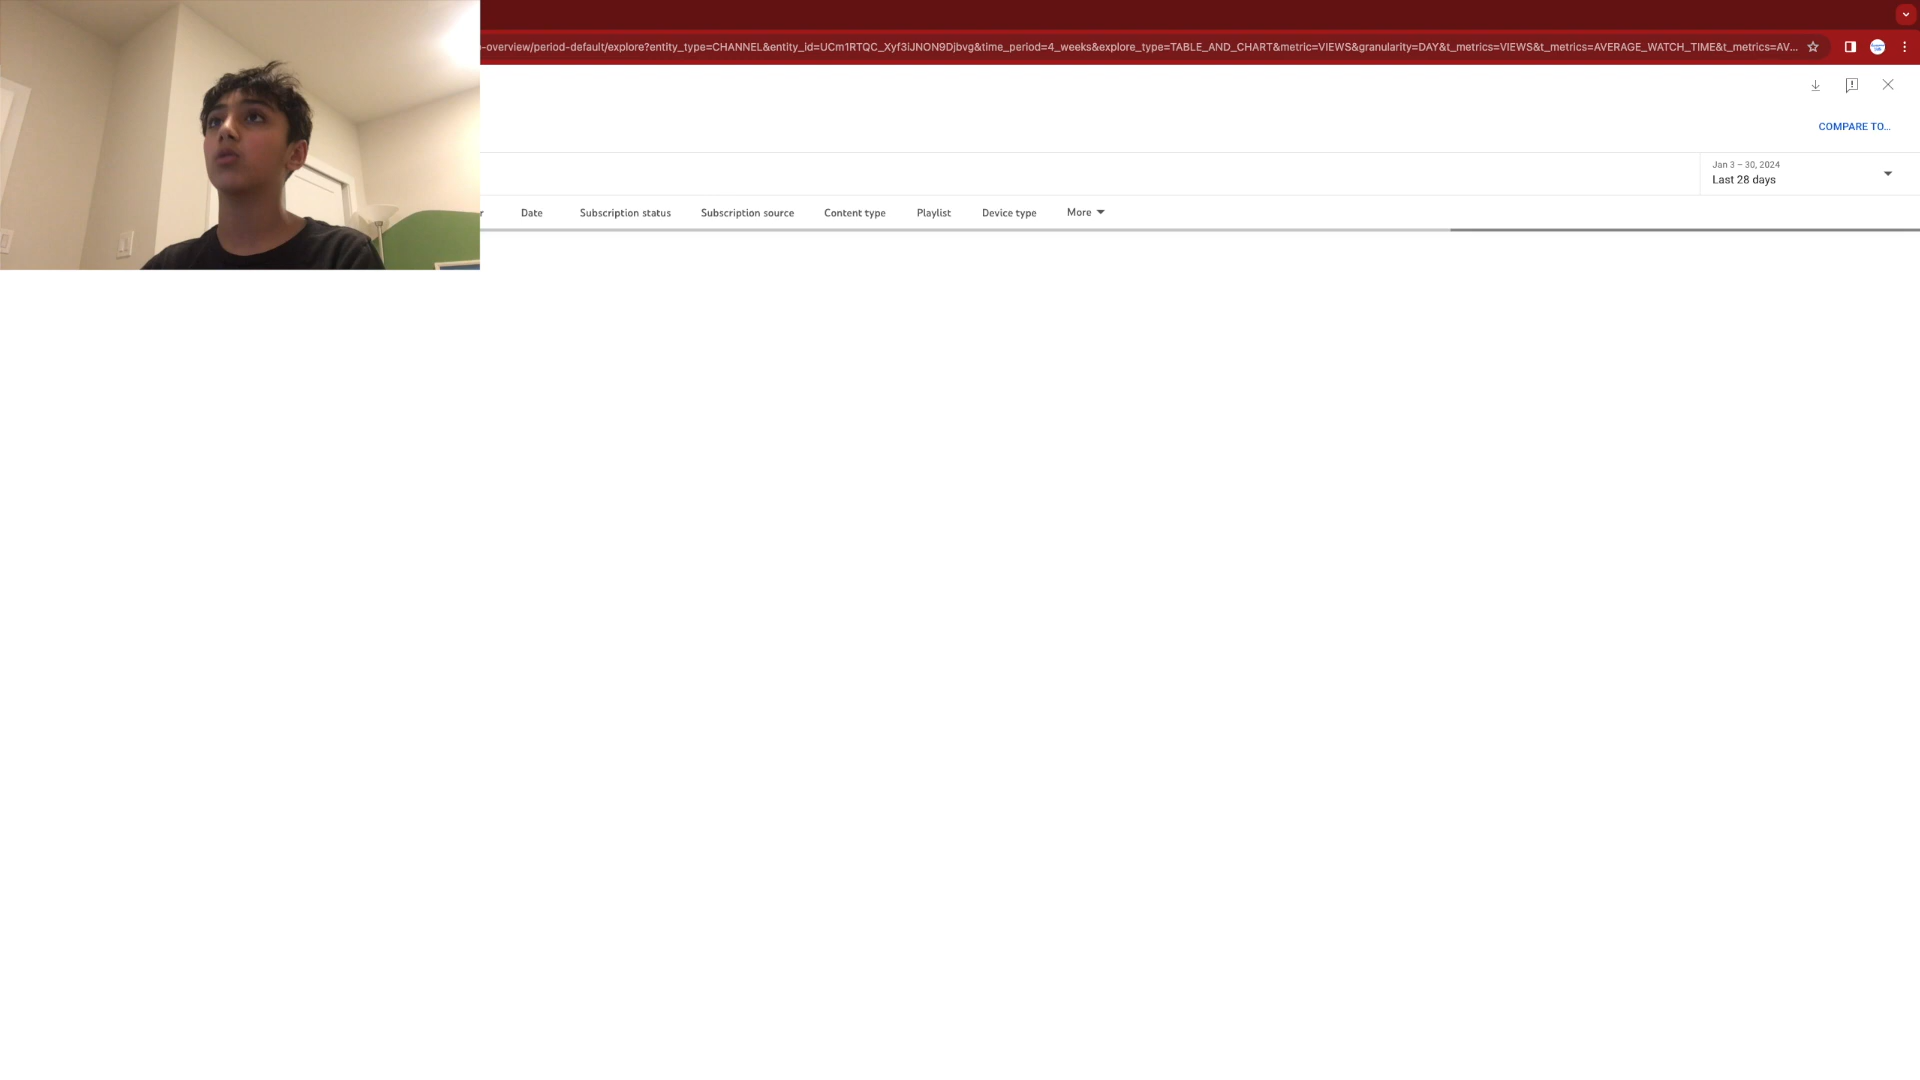 -overview/period-default/explore?entity_type=CHANNEL&entity_id=UCm1RTQC_Xyf3iJNON9Djbvg&time_period=4_weeks&explore_type=TABLE_AND_CHART&metric=VIEWS&granularity=DAY&t_metrics=VIEWS&t_metrics=AVERAGE_WATCH_TIME&t_metrics=AV...
COMPARE TO...
Jan 3 – 30, 2024
Last 28 days
r Date Subscription status Subscription source Content type Playlist Device type More